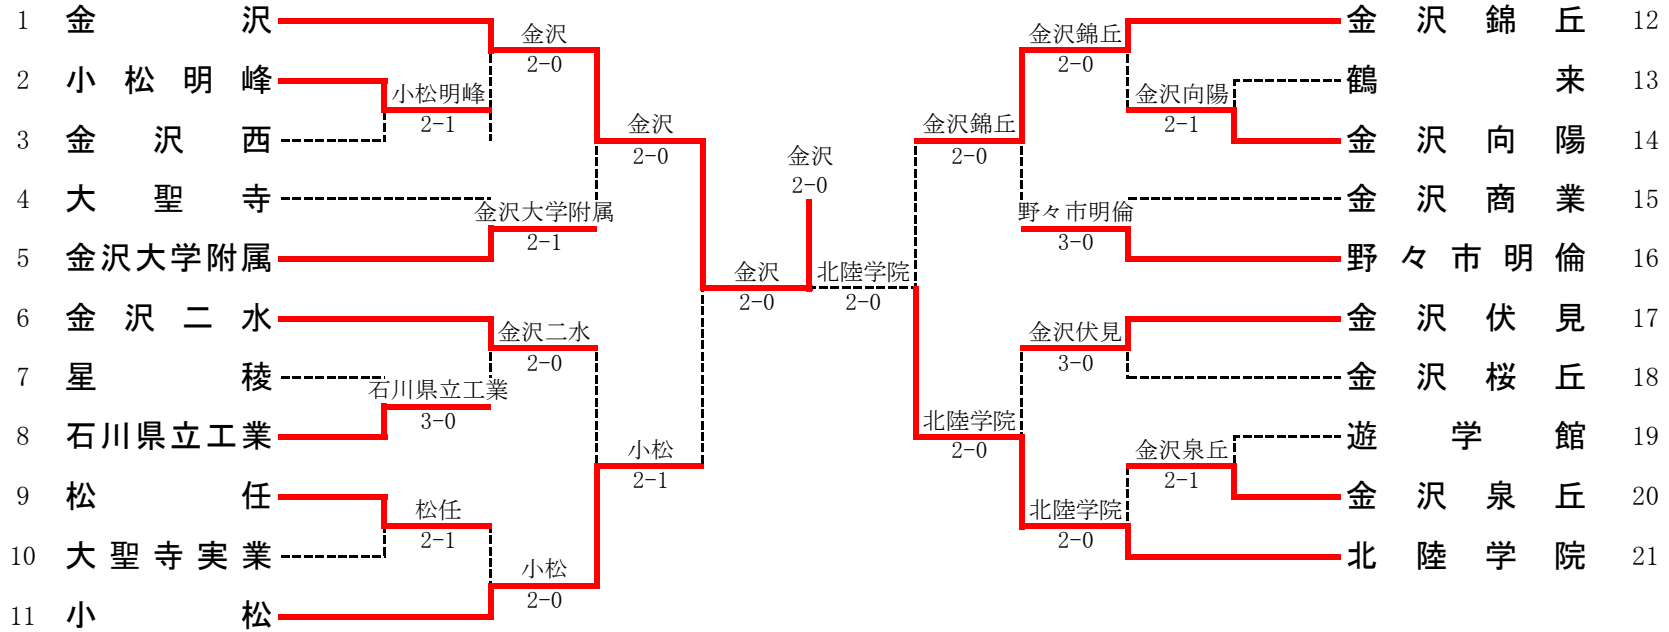 1 金沢
2 小松明峰
3 金沢西
4 大聖寺
5 金沢大学附属
6 金沢二水
7 星稜
8 石川県立工業
9 松任
10 大聖寺実業
11 小松
小松明峰
2-1
石川県立工業
3-0
松任
2-1
金沢
2-0
金沢大学附属
2-1
金沢二水
2-0
小松
2-0
金沢
2-0
小松
2-1
金沢
2-0
金沢
2-0
北陸学院
2-0
金沢錦丘
2-0
北陸学院
2-0
金沢錦丘
2-0
野々市明倫
3-0
金沢伏見
3-0
北陸学院
2-0
金沢向陽
2-1
金沢泉丘
2-1
金沢錦丘 12
鶴来 13
金沢向陽 14
金沢商業 15
野々市明倫 16
金沢伏見 17
金沢桜丘 18
遊学館 19
金沢泉丘 20
北陸学院 21